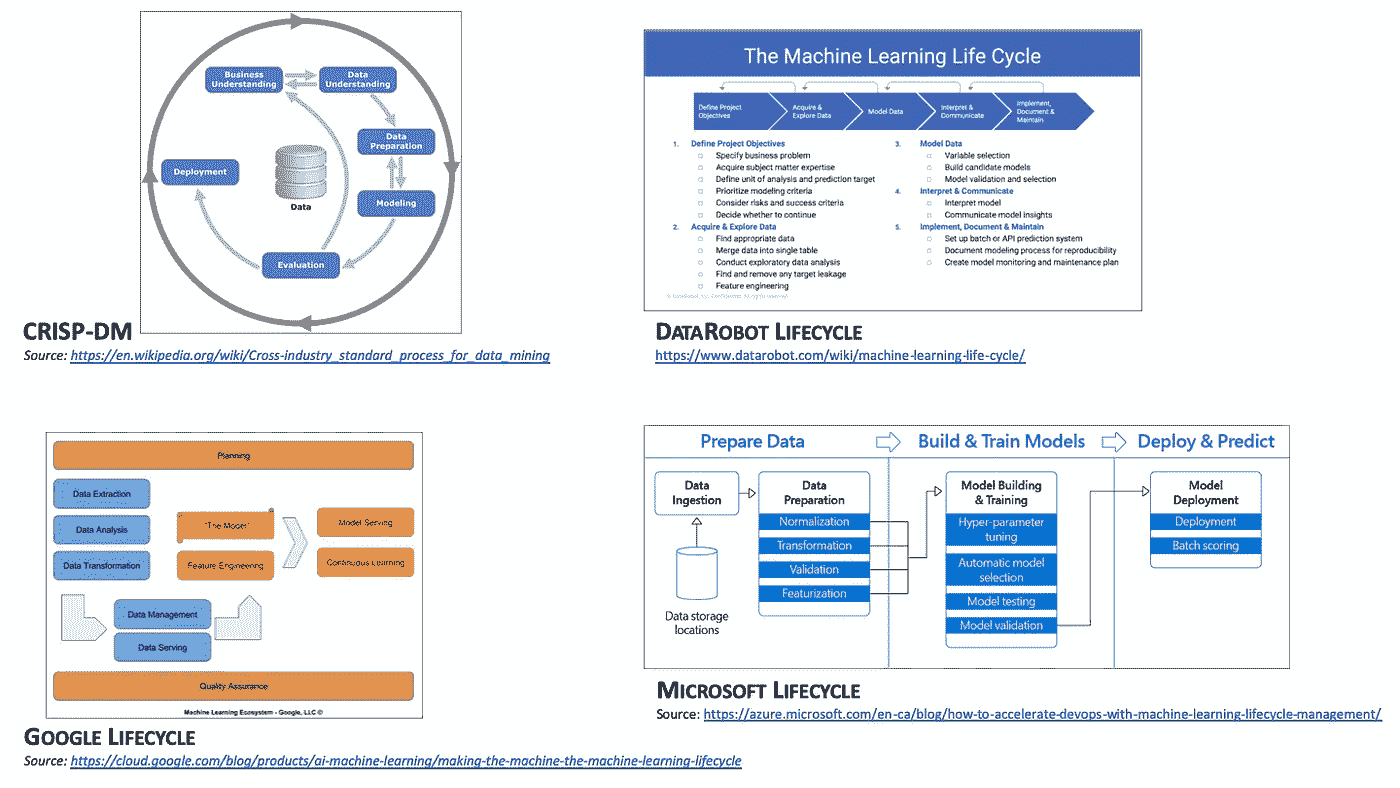 Business
Understanding
Data
Understanding
Data
Preparation
Deployment
Modeling
Data
Evaluation
CRISP-DM
Source: https://en.wikipedia.org/wiki/Cross-industry_standard_process_for_data_mining
The Machine Learning Life Cycle
Define Project
Objectives
Acquire &
Explore Data
Model Data
Interpret &
Communicate
Implement,
Document &
Maintain
1. Define Project Objectives
Specify business problem
Acquire subject matter expertise
Define unit of analysis and prediction target
Prioritize modeling criteria
Consider risks and success criteria
Decide whether to continue
2. Acquire & Explore Data
Find appropriate data
Merge data into single table
Conduct exploratory data analysis
Find and remove any target leakage
Feature engineering
3. Model Data
Variable selection
Build candidate models
Model validation and selection
4. Interpret & Communicate
Interpret model
Communicate model insights
5. Implement, Document & Maintain
Set up batch or API prediction system
Document modeling process for reproducibility
Create model monitoring and maintenance plan
DATAROBOT LIFECYCLE
https://www.datarobot.com/wiki/machine-learning-life-cycle/
Planning
Data Extraction
Data Analysis
Data Transformation
"The Model"
Feature Engineering
Model Serving
Continuous Learning
Data Management
Data Serving
Quality Assurance
Machine Learning Ecosystem - Google, LLC ©
GOOGLE LIFECYCLE
Source: https://cloud.google.com/blog/products/ai-machine-learning/making-the-machine-the-machine-learning-lifecycle
Prepare Data
Build & Train Models
Deploy & Predict
Data
Ingestion
Data storage
locations
Data
Preparation
Normalization
Transformation
Validation
Featurization
Model Building
& Training
Hyper-parameter
tuning
Automatic model
selection
Model testing
Model validation
Model
Deployment
Deployment
Batch scoring
MICROSOFT LIFECYCLE
Source: https://azure.microsoft.com/en-ca/blog/how-to-accelerate-devops-with-machine-learning-lifecycle-management/